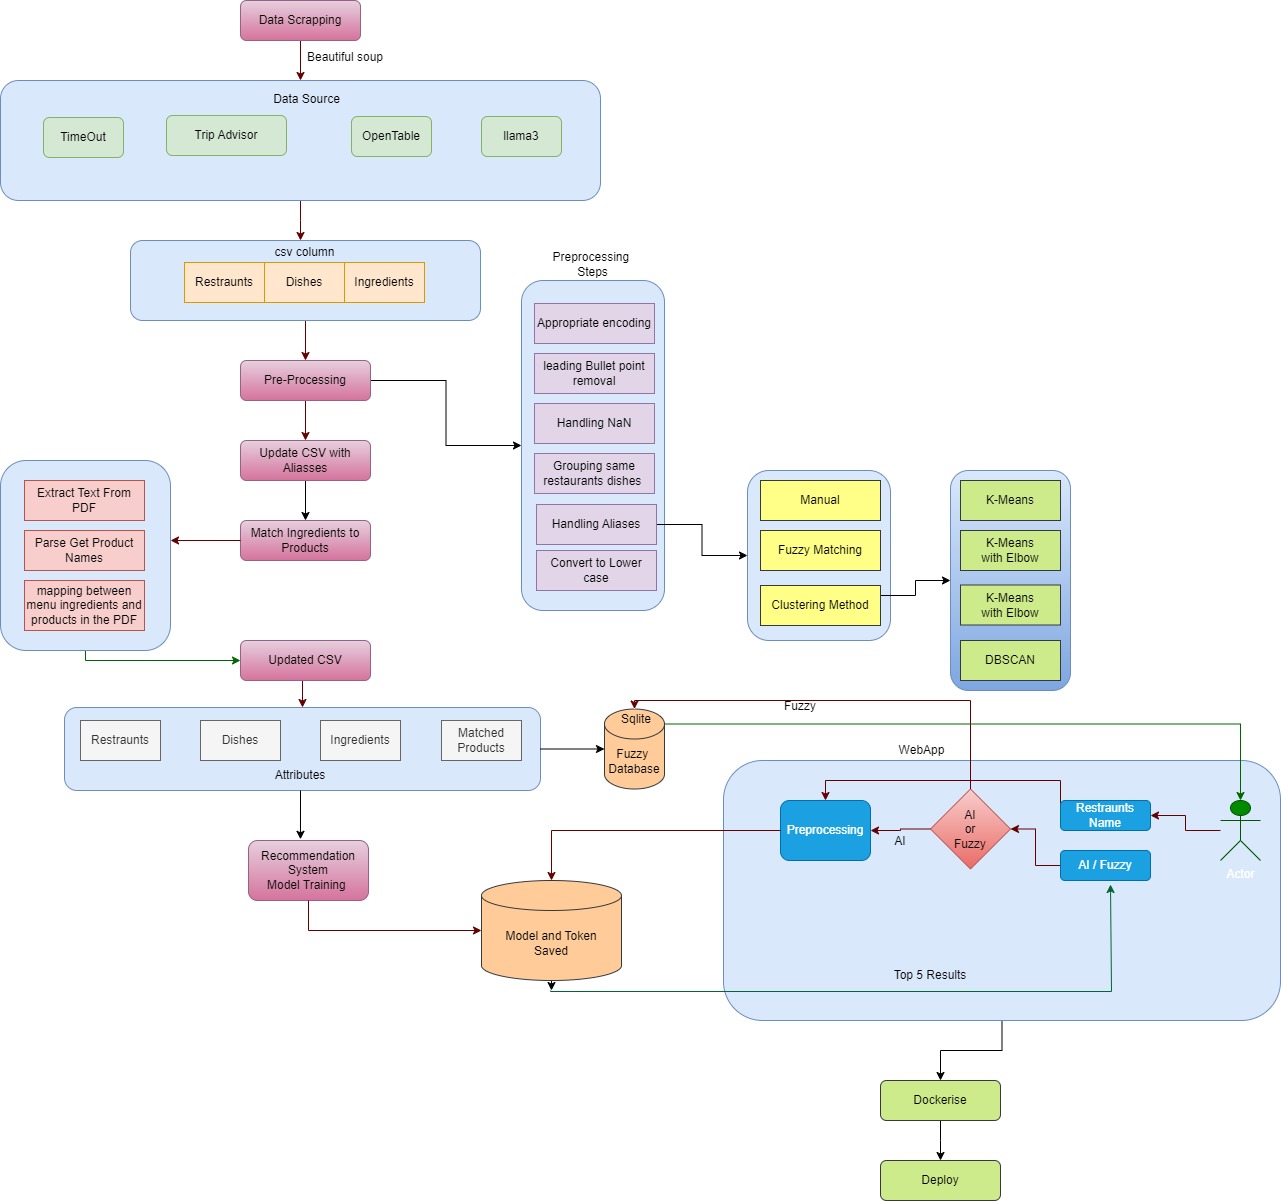 Data Scrapping
Beautiful soup
Data Source
TimeOut
Trip Advisor
OpenTable
llama3
csv column
Restraunts
Dishes
Ingredients
Preprocessing
Steps
Appropriate encoding
leading Bullet point
removal
Handling NaN
Grouping same
restaurants dishes
Handling Aliases
Convert to Lower
case
Pre-Processing
Update CSV with
Aliasses
Match Ingredients to
Products
Extract Text From
PDF
Parse Get Product
Names
mapping between
menu ingredients and
products in the PDF
Manual
Fuzzy Matching
Clustering Method
K-Means
K-Means
with Elbow
K-Means
with Elbow
DBSCAN
Updated CSV
Restraunts
Dishes
Ingredients
Matched
Products
Attributes
Sqlite
Fuzzy
Database
Fuzzy
WebApp
Preprocessing
AI
AI
or
Fuzzy
Restraunts
Name
AI / Fuzzy
Actor
Recommendation
System
Model Training
Model and Token
Saved
Top 5 Results
Dockerise
Deploy